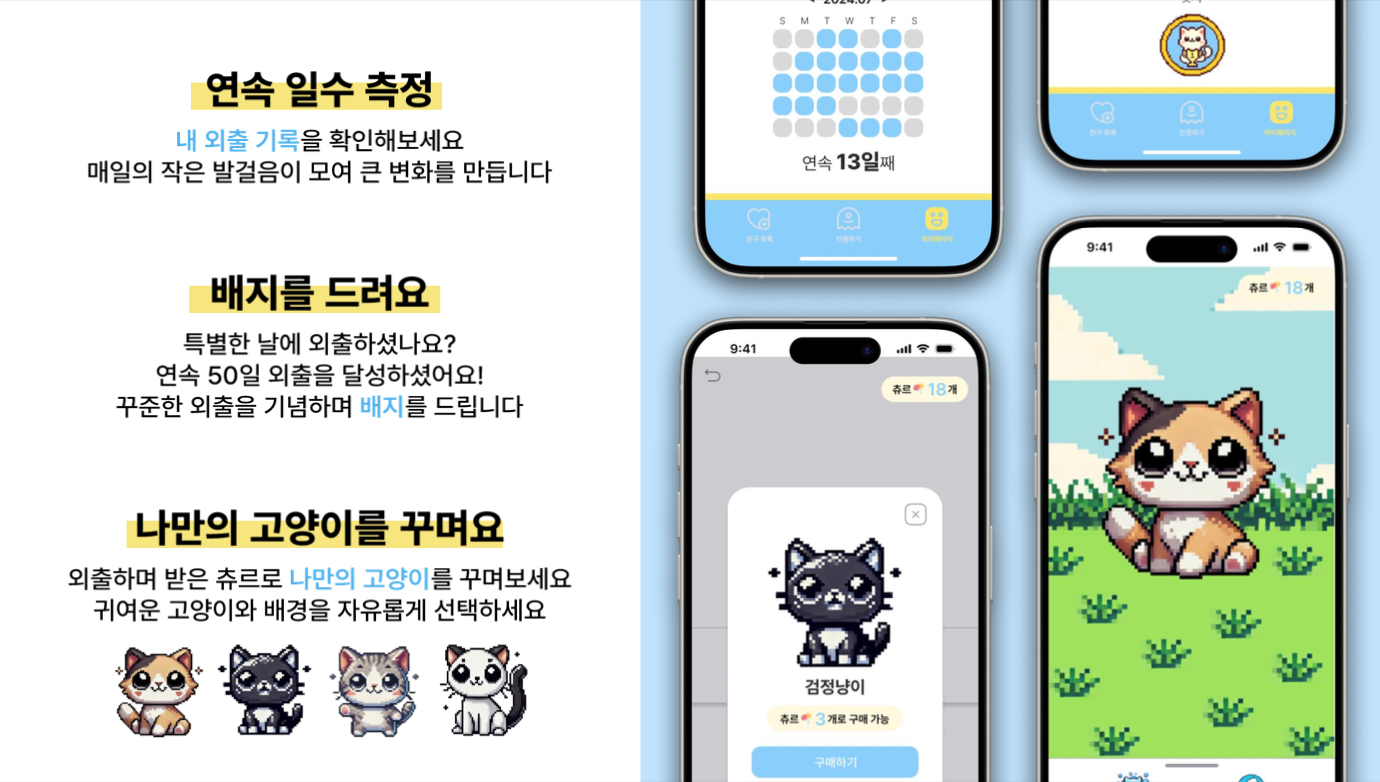 연속 일수 측정
내 외출 기록을 확인해보세요
매일의 작은 발걸음이 모여 큰 변화를 만듭니다
배지를 드려요
특별한 날에 외출하셨나요?
연속 50일 외출을 달성하셨어요!
꾸준한 외출을 기념하며 배지를 드립니다
나만의 고양이를 꾸며요
외출하며 받은 츄르로 나만의 고양이를 꾸며보세요
귀여운 고양이와 배경을 자유롭게 선택하세요
2024.07
S M T W T F S
연속 13일째
친구 목록 인증하기 마이페이지
9:41
츄르 18개
검정냥이
츄르 3개로 구매 가능
구매하기
친구 목록 인증하기 마이페이지
9:41
츄르 18개